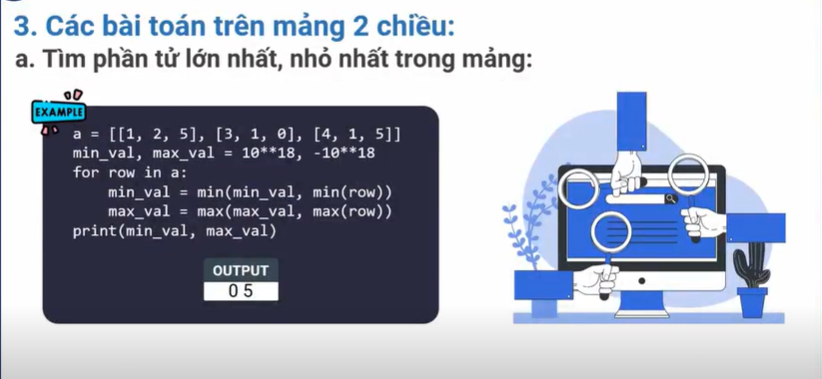 3. Các bài toán trên mảng 2 chiều:
a. Tìm phần tử lớn nhất, nhỏ nhất trong mảng:
EXAMPLE
a = [[1, 2, 5], [3, 1, 0], [4, 1, 5]]
min_val, max_val = 10**18, -10**18
for row in a:
    min_val = min(min_val, min(row))
    max_val = max(max_val, max(row))
print(min_val, max_val)
OUTPUT
0 5